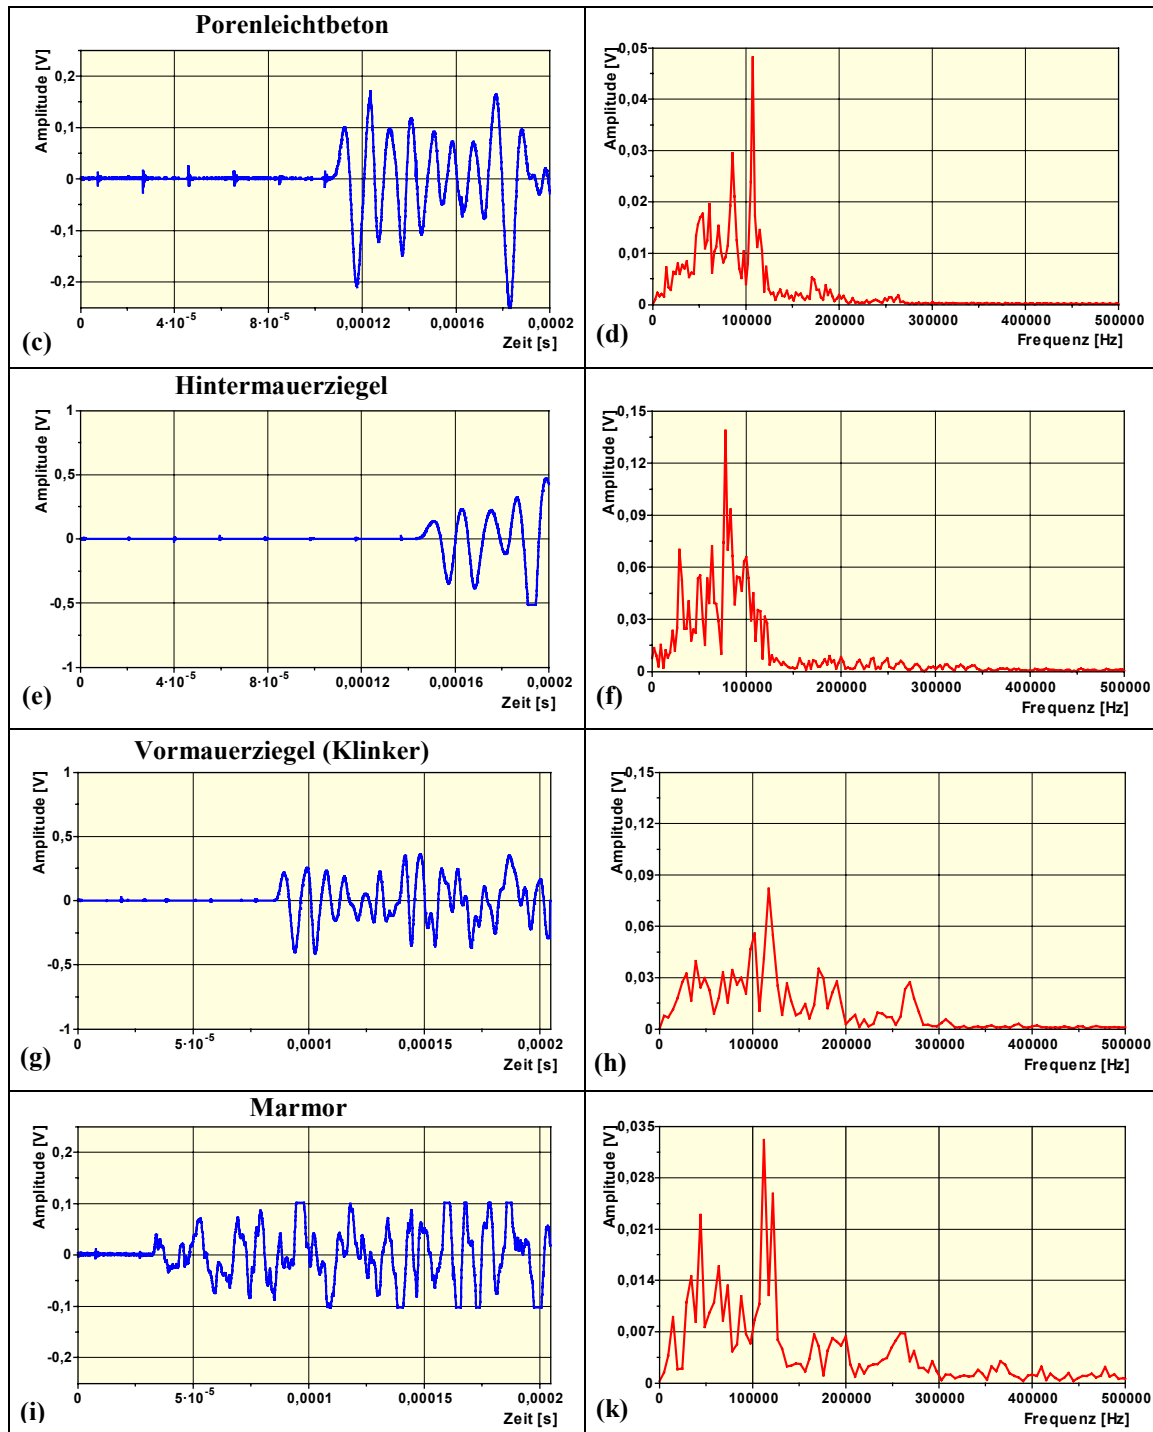 Porenleichtbeton
Amplitude [V]
0,2
0,1
0
-0,1
-0,2
0 4·10⁻⁵ 8·10⁻⁵ 0,00012 0,00016 0,0002
Zeit [s]
(c)
Amplitude [V]
0,05
0,04
0,03
0,02
0,01
0
0 100000 200000 300000 400000 500000
Frequenz [Hz]
(d)
Hintermauerziegel
Amplitude [V]
1
0,5
0
-0,5
-1
0 4·10⁻⁵ 8·10⁻⁵ 0,00012 0,00016 0,0002
Zeit [s]
(e)
Amplitude [V]
0,15
0,12
0,09
0,06
0,03
0
0 100000 200000 300000 400000 500000
Frequenz [Hz]
(f)
Vormauerziegel (Klinker)
Amplitude [V]
1
0,5
0
-0,5
-1
0 5·10⁻⁵ 0,0001 0,00015 0,0002
Zeit [s]
(g)
Amplitude [V]
0,15
0,12
0,09
0,06
0,03
0
0 100000 200000 300000 400000 500000
Frequenz [Hz]
(h)
Marmor
Amplitude [V]
0,2
0,1
0
-0,1
-0,2
0 5·10⁻⁵ 0,0001 0,00015 0,0002
Zeit [s]
(i)
Amplitude [V]
0,035
0,028
0,021
0,014
0,007
0
0 100000 200000 300000 400000 500000
Frequenz [Hz]
(k)